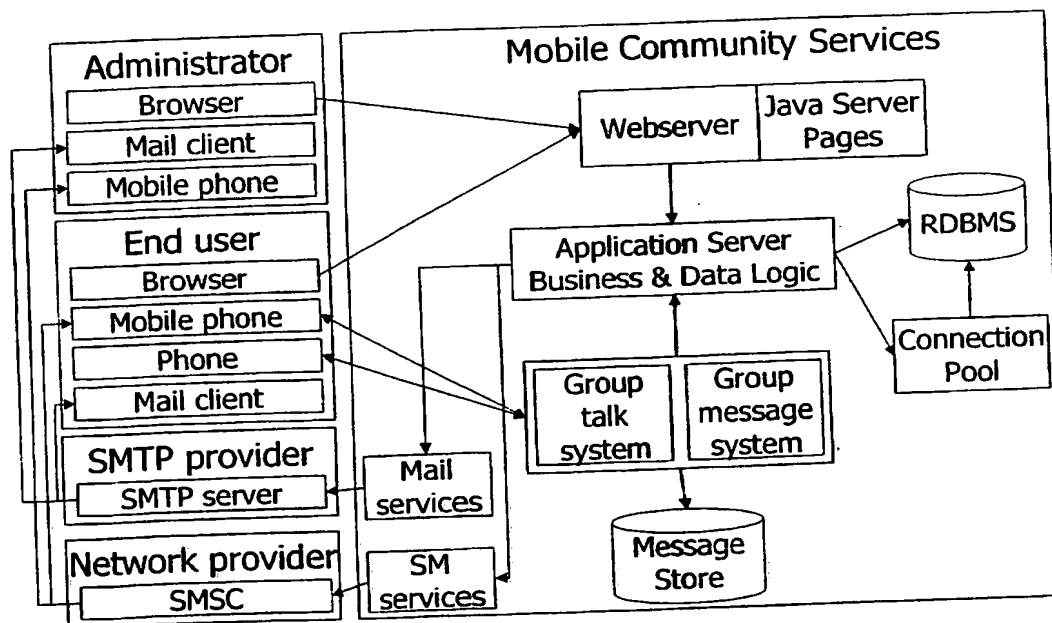 Administrator
Browser
Mail client
Mobile phone
End user
Browser
Mobile phone
Phone
Mail client
SMTP provider
SMTP server
Network provider
SMSC
Mobile Community Services
Webserver
Java Server
Pages
Application Server
Business & Data Logic
RDBMS
Connection
Pool
Group
talk
system
Group
message
system
Mail
services
SM
services
Message
Store